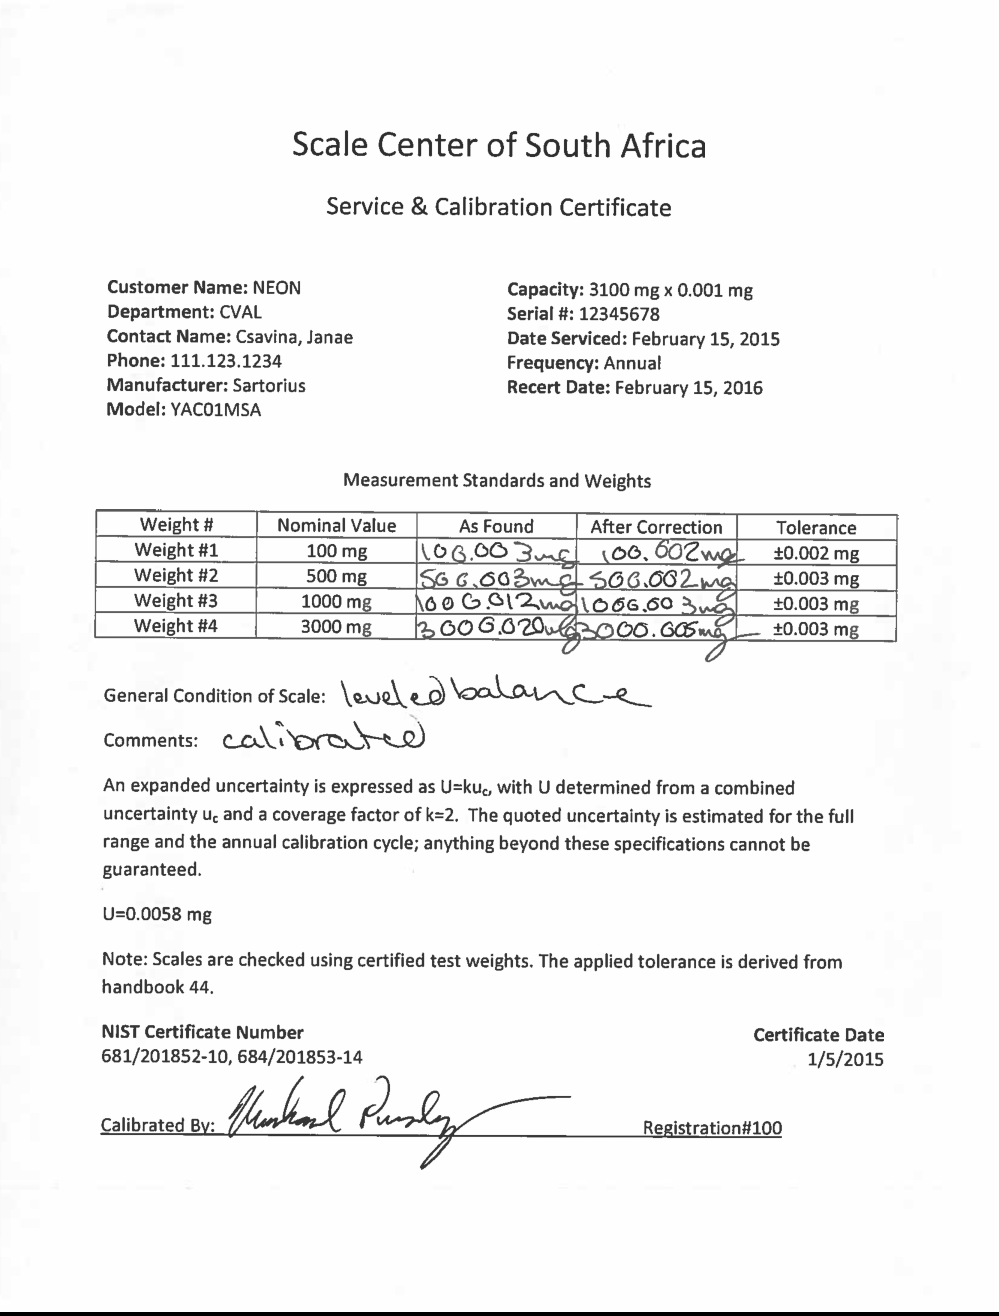 Scale Center of South Africa
Service & Calibration Certificate
Customer Name: NEON
Department: CVAL
Contact Name: Csavina, Janae
Phone: 111.123.1234
Manufacturer: Sartorius
Model: YAC01MSA
Capacity: 3100 mg x 0.001 mg
Serial #: 12345678
Date Serviced: February 15, 2015
Frequency: Annual
Recert Date: February 15, 2016
Measurement Standards and Weights
Weight # Nominal Value As Found After Correction Tolerance
Weight #1 100 mg 100.003mg 100.002mg ±0.002 mg
Weight #2 500 mg 500.003mg 500.002mg ±0.003 mg
Weight #3 1000 mg 1000.012mg 1000.003mg ±0.003 mg
Weight #4 3000 mg 3000.020mg 3000.005mg ±0.003 mg
General Condition of Scale: leveled balance
Comments: calibrated
An expanded uncertainty is expressed as U=kuc, with U determined from a combined
uncertainty uc and a coverage factor of k=2. The quoted uncertainty is estimated for the full
range and the annual calibration cycle; anything beyond these specifications cannot be
guaranteed.
U=0.0058 mg
Note: Scales are checked using certified test weights. The applied tolerance is derived from
handbook 44.
NIST Certificate Number
681/201852-10, 684/201853-14
Certificate Date
1/5/2015
Calibrated By:
Registration#100